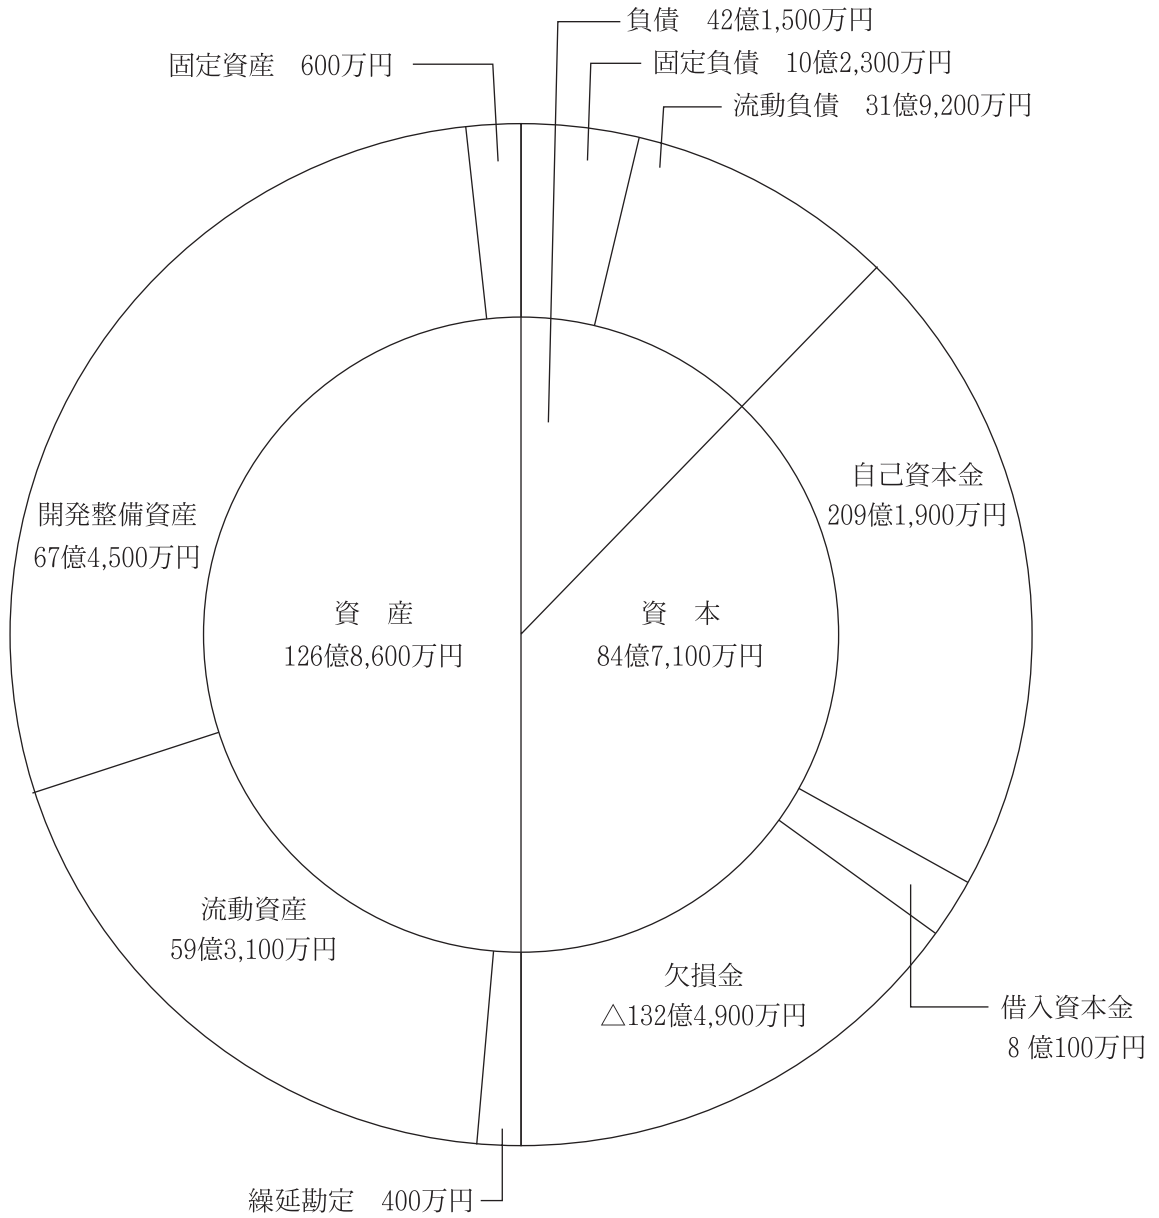 負債　42億1,500万円
固定資産　600万円
固定負債　10億2,300万円
流動負債　31億9,200万円
自己資本金
209億1,900万円
開発整備資産
67億4,500万円
資　産
126億8,600万円
資　本
84億7,100万円
流動資産
59億3,100万円
欠損金
△132億4,900万円
借入資本金
8億100万円
繰延勘定　400万円